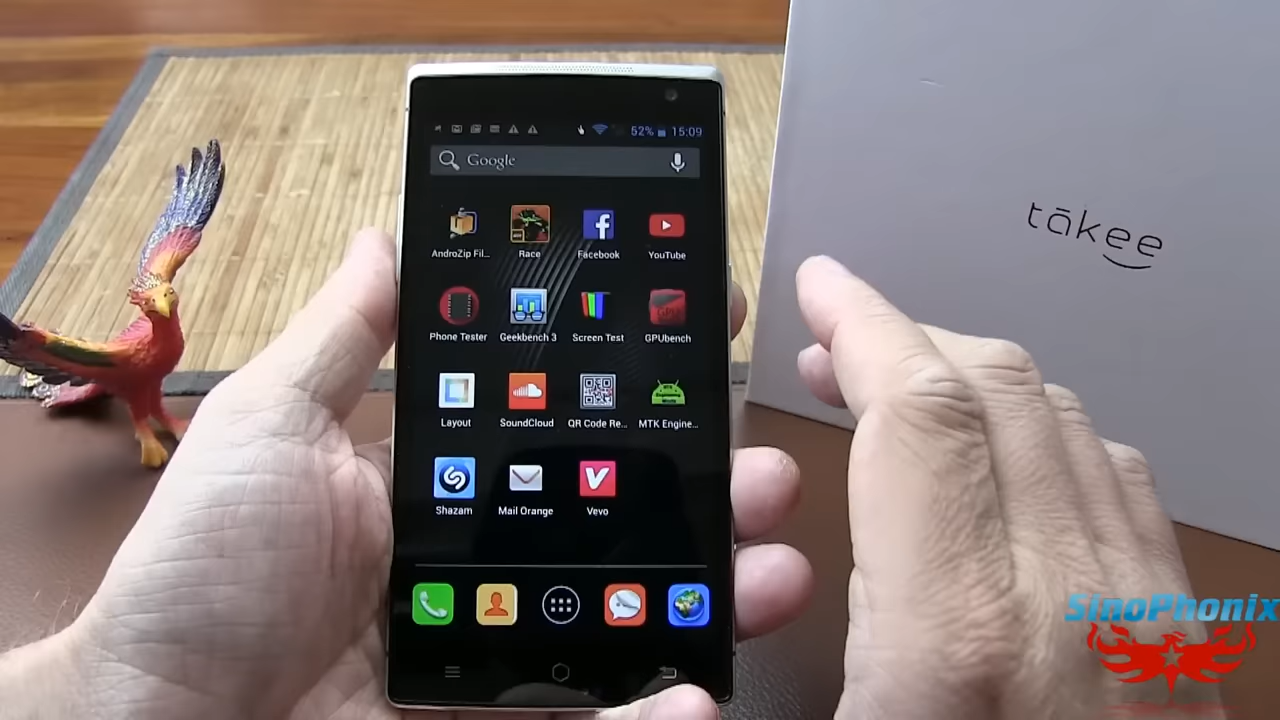 52% 15:09
Google
AndroZip Fil...
Race
Facebook
YouTube
Phone Tester
Geekbench 3
Screen Test
GPUbench
Layout
SoundCloud
QR Code Re...
MTK Engine...
Shazam
Mail Orange
Vevo
tākee
SinoPhonix